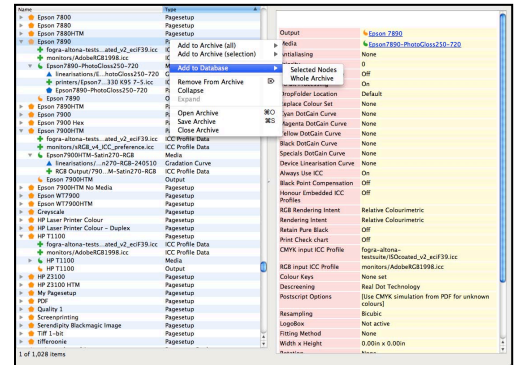 Name Type
Epson 7800 Pagesetup
Epson 7880 Pagesetup
Epson 7880HTM Pagesetup
Epson 7890
fogra-altona-tests...ated_v2_eciF39.icc
monitors/AdobeRGB1998.icc
Epson7890-PhotoGloss250-720
linearisations/E...hotoGloss250-720
printers/Epson7...330 K95 7-5.icc
Epson7890-PhotoGloss250-720
Epson 7890
Epson 7890HTM
Epson 7900
Epson 7900 Hex
Epson 7900HTM
fogra-altona-tests...ated_v2_eciF39.icc ICC Profile Data
monitors/sRGB_v4_ICC_preference.icc ICC Profile Data
Epson7900HTM-Satin270-RGB Media
linearisations/...n270-RGB-240510 Gradation Curve
RGB Output/790...M-Satin270-RGB ICC Profile Data
Epson 7900HTM Output
Epson 7900HTM No Media Pagesetup
Epson WT7900 Pagesetup
Epson WT7900HTM Pagesetup
Greyscale Pagesetup
HP Laser Printer Colour Pagesetup
HP Laser Printer Colour - Duplex Pagesetup
HP T1100 Pagesetup
fogra-altona-tests...ated_v2_eciF39.icc ICC Profile Data
monitors/AdobeRGB1998.icc ICC Profile Data
HP T1100 Media
HP T1100 Output
HP Z3100 Pagesetup
HP Z3100 HTM Pagesetup
My Pagesetup Pagesetup
PDF Pagesetup
Quality 1 Pagesetup
Screenprinting Pagesetup
Serendipity Blackmagic Image Pagesetup
Tiff 1-bit Pagesetup
tifferoonie Pagesetup
1 of 1,028 items
Add to Archive (all)
Add to Archive (selection)
Add to Database
Remove From Archive
Collapse
Expand
Open Archive ⌘O
Save Archive ⌘S
Close Archive
Selected Nodes
Whole Archive
Output Epson 7890
Media Epson7890-PhotoGloss250-720
Antialiasing None
0
Off
On
DropFolder Location Default
Replace Colour Set None
Cyan DotGain Curve None
Magenta DotGain Curve None
Yellow DotGain Curve None
Black DotGain Curve None
Specials DotGain Curve None
Device Linearisation Curve None
Always Use ICC On
Black Point Compensation Off
Honour Embedded ICC Profiles Off
RGB Rendering Intent Relative Colourimetric
Rendering Intent Relative Colourimetric
Retain Pure Black Off
Print Check chart Off
CMYK input ICC Profile fogra-altona-testsuite/ISOcoated_v2_eciF39.icc
RGB input ICC Profile monitors/AdobeRGB1998.icc
Colour Keys None set
Descreening Real Dot Technology
Postscript Options [Use CMYK simulation from PDF for unknown colours]
Resampling Bicubic
LogoBox Not active
Fitting Method None
Width x Height 0.00in x 0.00in